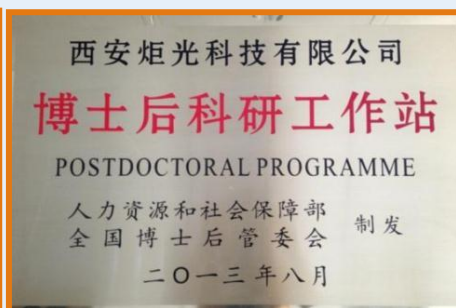 西安炬光科技有限公司
博士后科研工作站
POSTDOCTORAL PROGRAMME
人力资源和社会保障部
全国博士后管委会
制发
二〇一三年八月